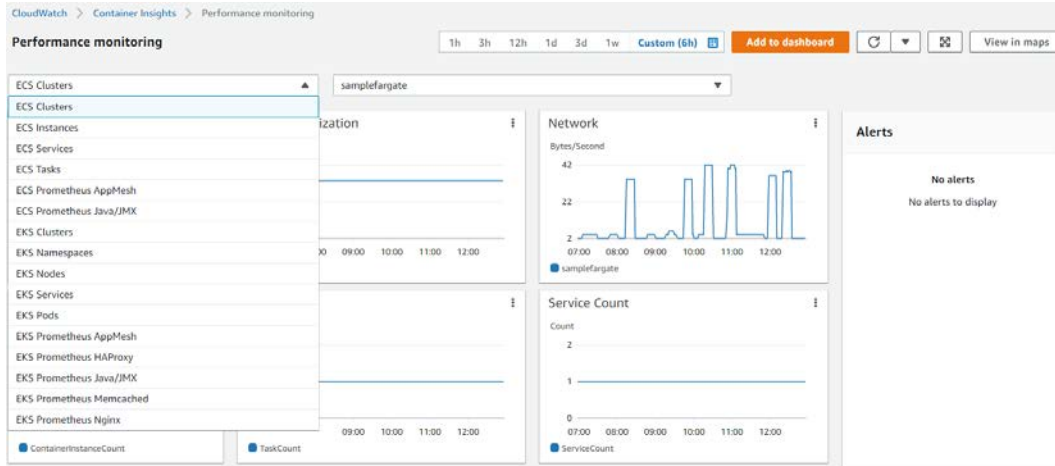 CloudWatch > Container Insights > Performance monitoring
Performance monitoring
1h 3h 12h 1d 3d 1w Custom (6h)
Add to dashboard
View in maps
ECS Clusters
samplefargate
ECS Clusters
ECS Instances
ECS Services
ECS Tasks
ECS Prometheus AppMesh
ECS Prometheus Java/JMX
EKS Clusters
EKS Namespaces
EKS Nodes
EKS Services
EKS Pods
EKS Prometheus AppMesh
EKS Prometheus HAProxy
EKS Prometheus Java/JMX
EKS Prometheus Memcached
EKS Prometheus Nginx
ContainerInstanceCount
ization
09:00 10:00 11:00 12:00
Network
Bytes/Second
42
22
2
07:00 08:00 09:00 10:00 11:00 12:00
samplefargate
Alerts
No alerts
No alerts to display
09:00 10:00 11:00 12:00
TaskCount
Service Count
Count
2
1
0
07:00 08:00 09:00 10:00 11:00 12:00
ServiceCount